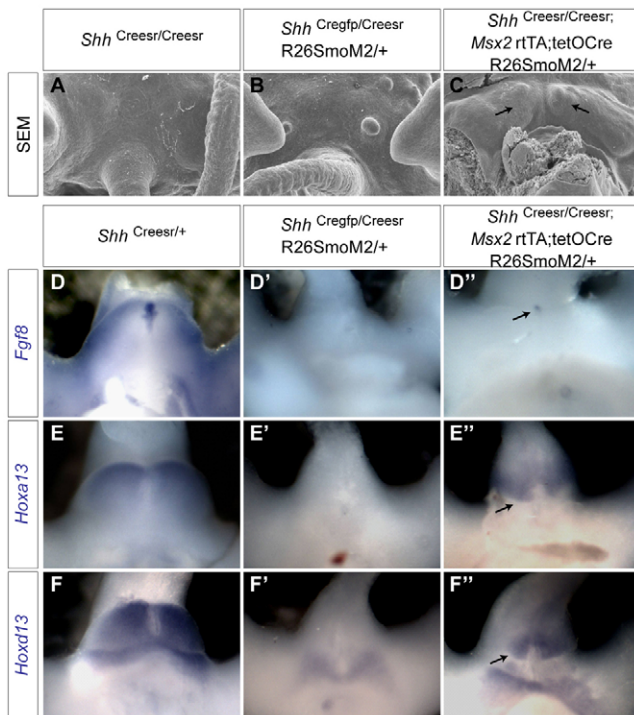 Shh Creesr/Creesr
Shh Cregfp/Creesr
R26SmoM2/+
Shh Creesr/Creesr;
Msx2 rtTA;tetOCre
R26SmoM2/+
SEM
A
B
C
Shh Creesr/+
Shh Cregfp/Creesr
R26SmoM2/+
Shh Creesr/Creesr;
Msx2 rtTA;tetOCre
R26SmoM2/+
Fgf8
D
D'
D''
Hoxa13
E
E'
E''
Hoxd13
F
F'
F''